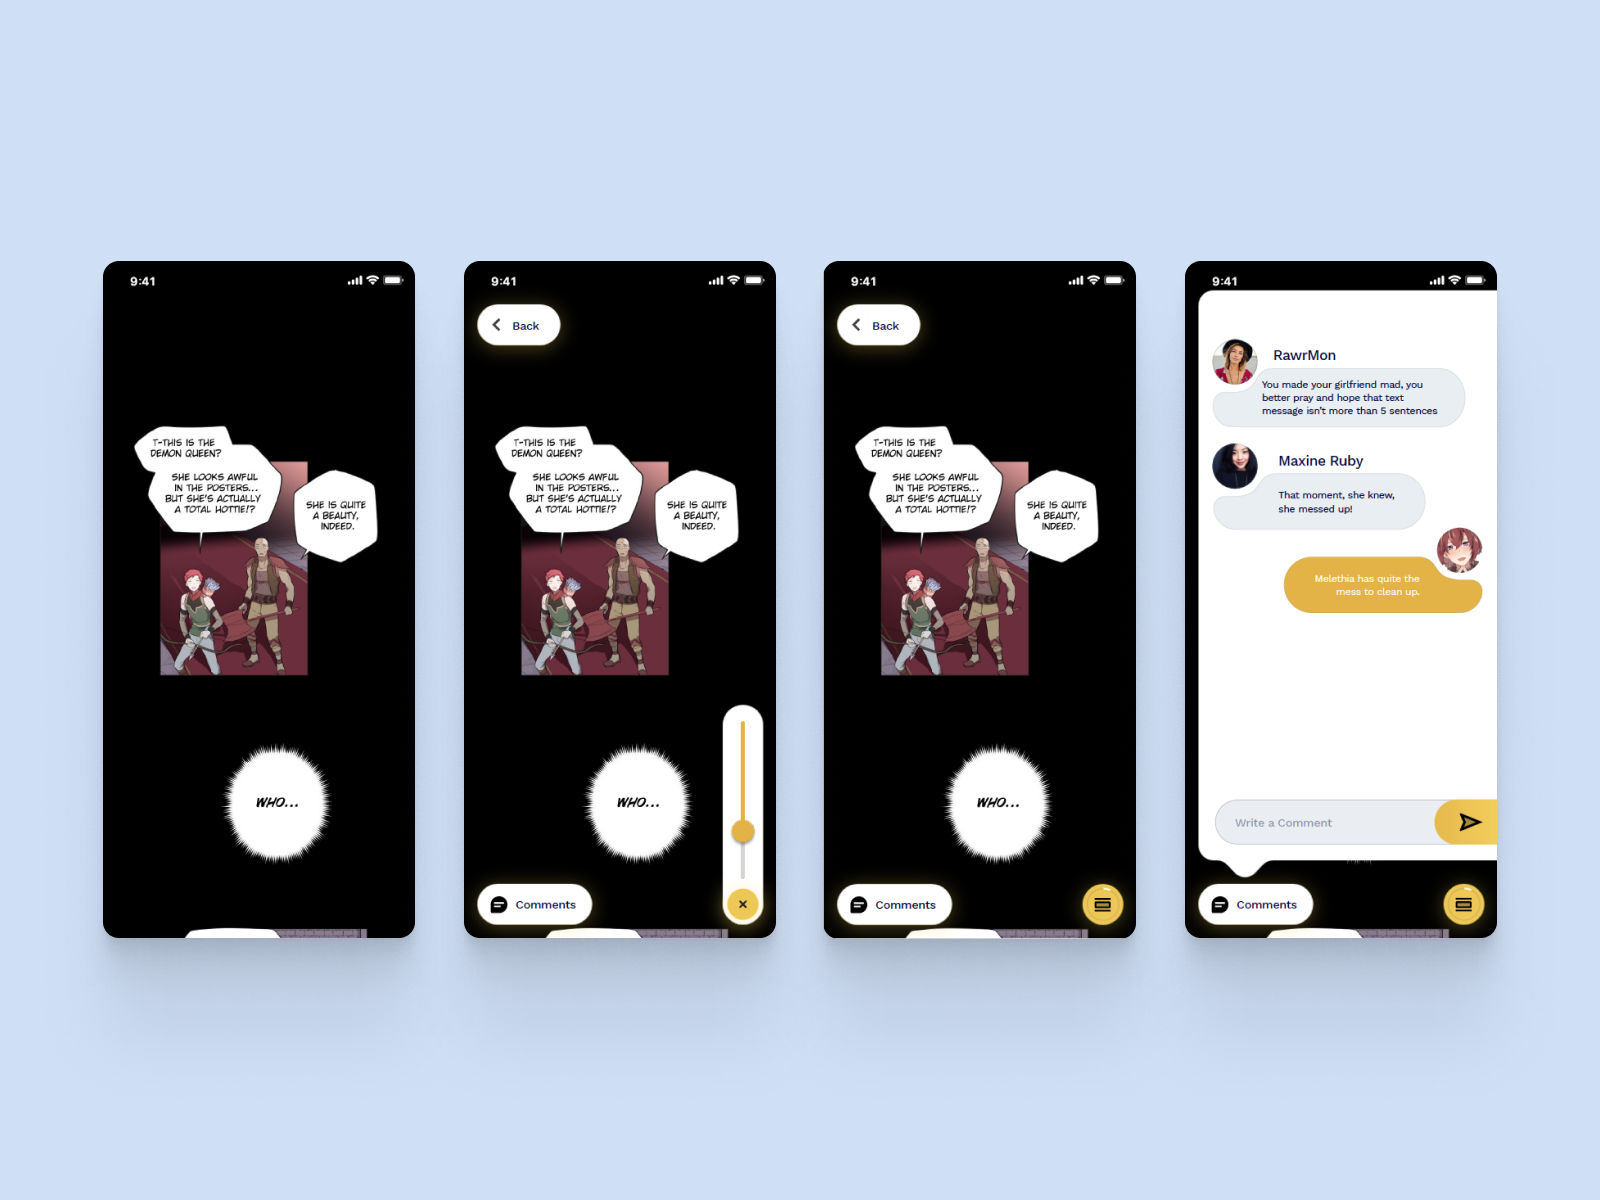 9:41
T-THIS IS THE
DEMON QUEEN?
SHE LOOKS AWFUL
IN THE POSTERS...
BUT SHE'S ACTUALLY
A TOTAL HOTTIE!?
SHE IS QUITE
A BEAUTY,
INDEED.
WHO...
9:41
Back
T-THIS IS THE
DEMON QUEEN?
SHE LOOKS AWFUL
IN THE POSTERS...
BUT SHE'S ACTUALLY
A TOTAL HOTTIE!?
SHE IS QUITE
A BEAUTY,
INDEED.
WHO...
Comments
9:41
Back
T-THIS IS THE
DEMON QUEEN?
SHE LOOKS AWFUL
IN THE POSTERS...
BUT SHE'S ACTUALLY
A TOTAL HOTTIE!?
SHE IS QUITE
A BEAUTY,
INDEED.
WHO...
Comments
9:41
RawrMon
You made your girlfriend mad, you
better pray and hope that text
message isn't more than 5 sentences
Maxine Ruby
That moment, she knew,
she messed up!
Melethia has quite the
mess to clean up.
Write a Comment
Comments